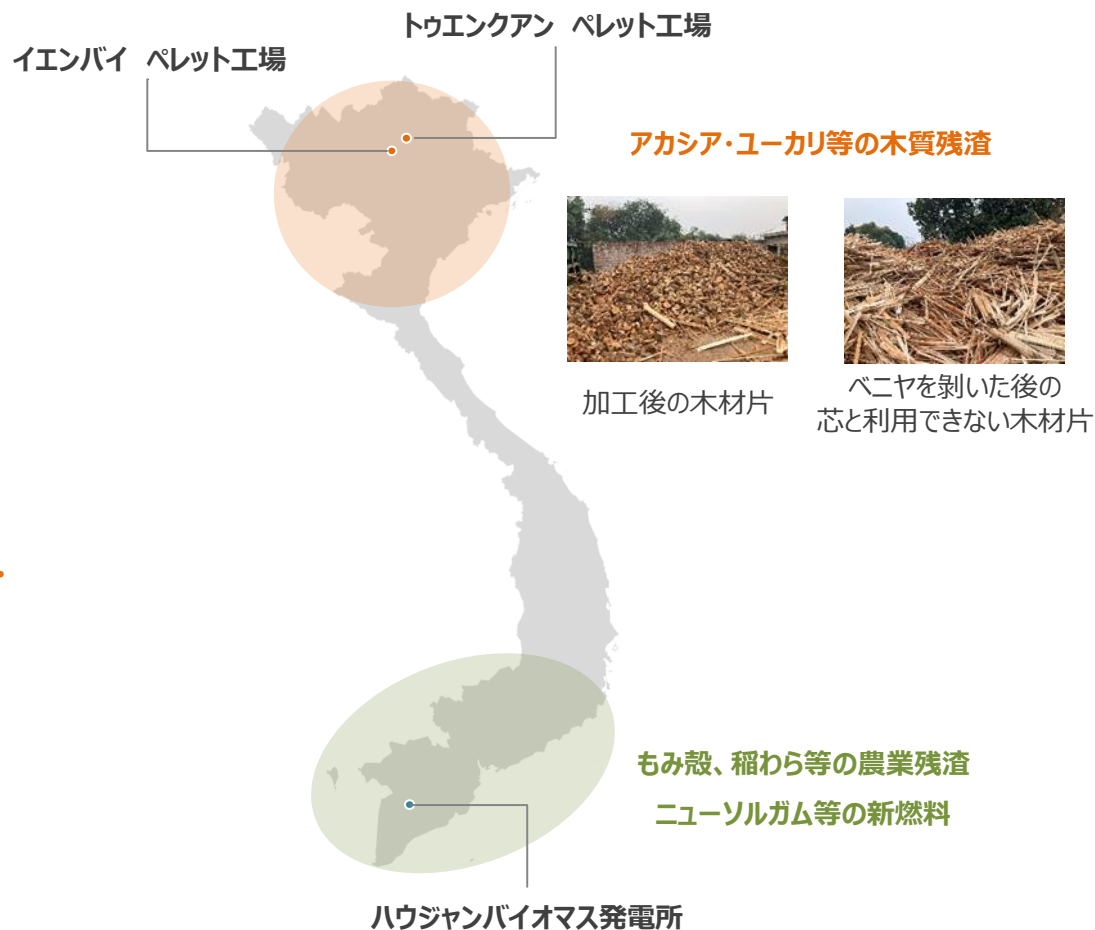 トゥエンクアン ペレット工場
イエンバイ ペレット工場
アカシア・ユーカリ等の木質残渣
加工後の木材片
ベニヤを剝いた後の
芯と利用できない木材片
もみ殻、稲わら等の農業残渣
ニューソルガム等の新燃料
ハウジャンバイオマス発電所